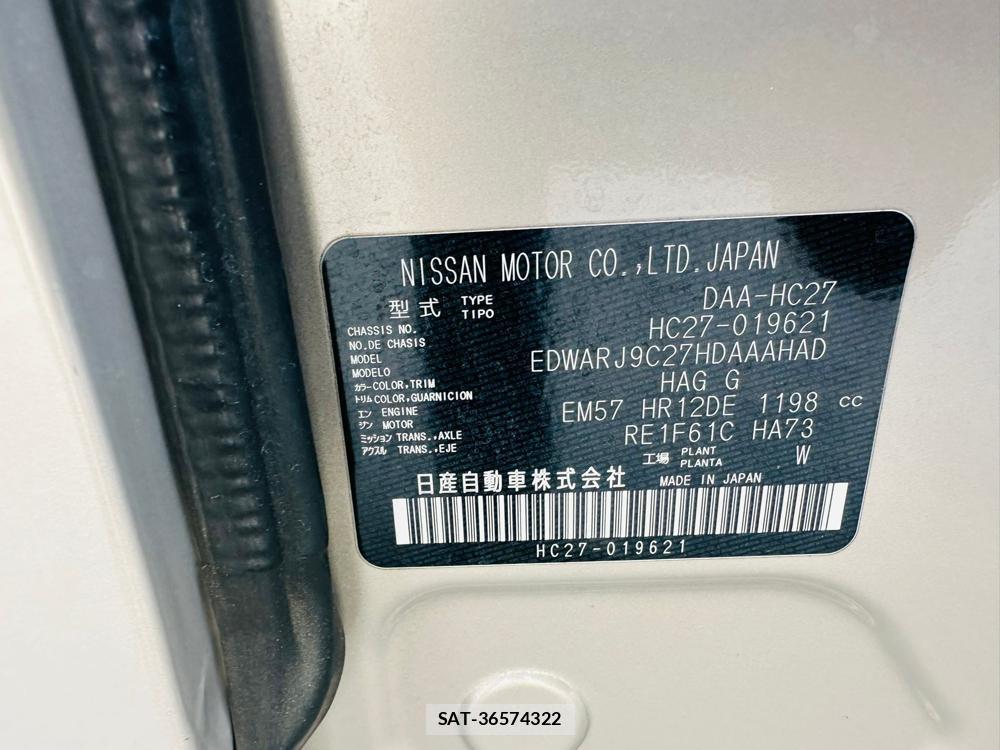 NISSAN MOTOR CO.,LTD.JAPAN
型式 TYPE TIPO DAA-HC27
CHASSIS NO. HC27-019621
NO.DE CHASIS
MODEL EDWARJ9C27HDAAAHAD
MODELO
カラー COLOR,TRIM HAG G
トリム COLOR,GUARNICION
エン ENGINE EM57 HR12DE 1198 cc
ジン MOTOR
ミッション TRANS.,AXLE RE1F61C HA73
アクスル TRANS.,EJE
工場 PLANT PLANTA W
日産自動車株式会社 MADE IN JAPAN
HC27-019621
SAT-36574322